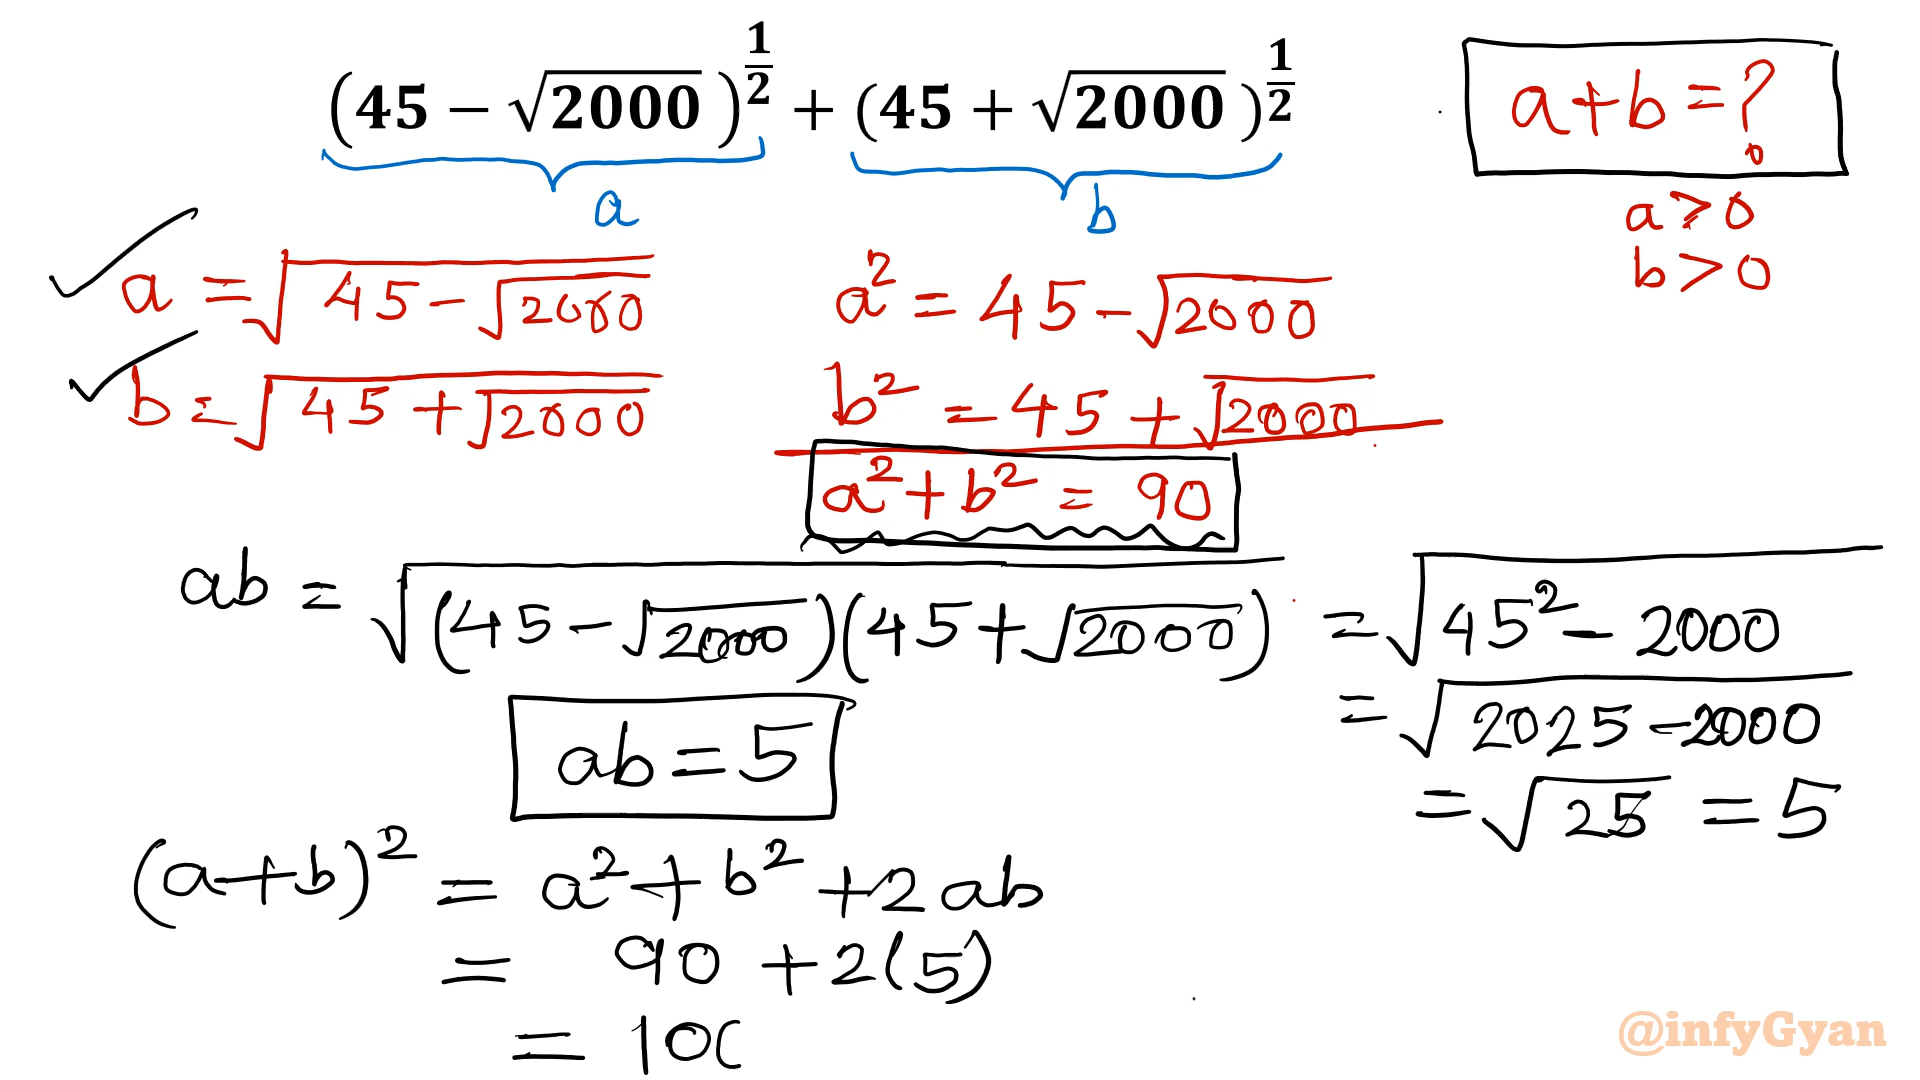 (45 − √2000)^(1/2) + (45 + √2000)^(1/2)
a + b = ?
a b
a > 0
b > 0
a = √(45 − √2000)
a² = 45 − √2000
b = √(45 + √2000)
b² = 45 + √2000
a² + b² = 90
ab = √((45 − √2000)(45 + √2000)) = √(45² − 2000)
= √(2025 − 2000)
ab = 5
= √25 = 5
(a + b)² = a² + b² + 2ab
= 90 + 2(5)
= 10
@infyGyan